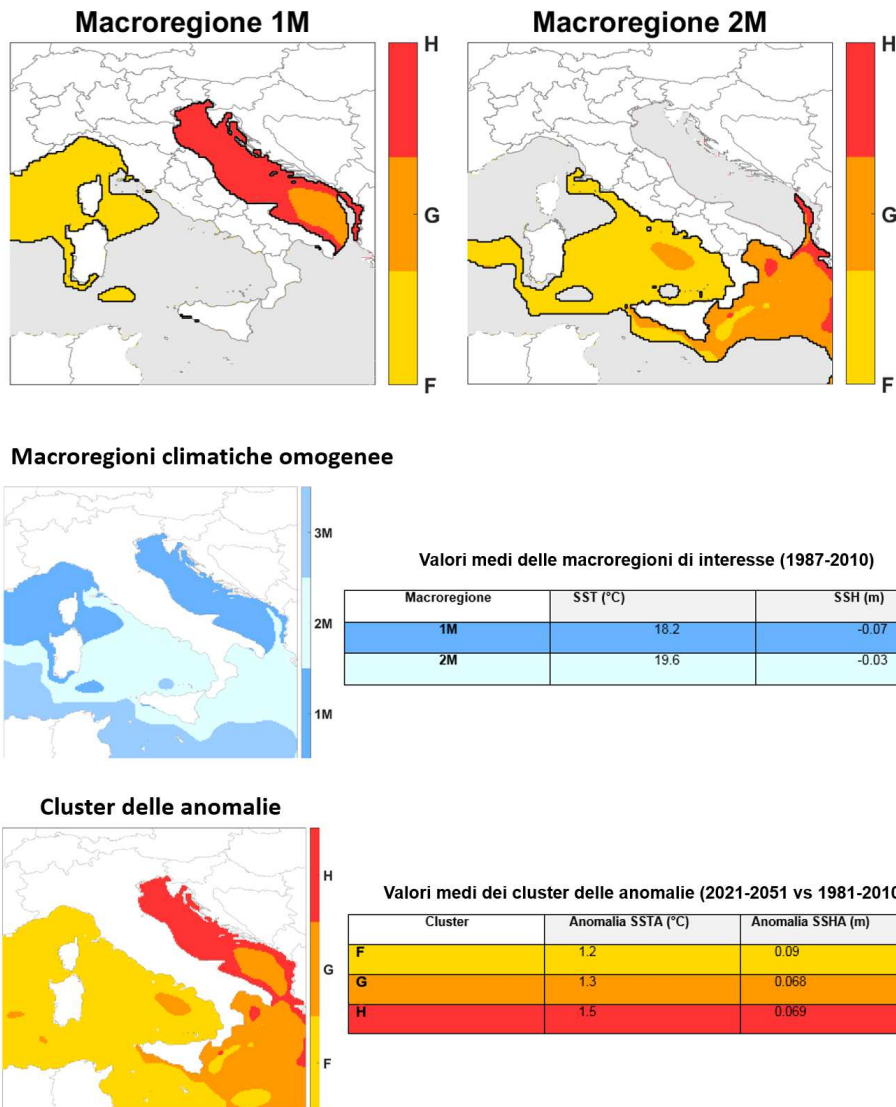 Macroregione 1M
Macroregione 2M
H
G
F
H
G
F
Macroregioni climatiche omogenee
3M
2M
1M
Valori medi delle macroregioni di interesse (1987-2010)
Macroregione SST (°C) SSH (m)
1M 18.2 -0.07
2M 19.6 -0.03
Cluster delle anomalie
H
G
F
Valori medi dei cluster delle anomalie (2021-2051 vs 1981-2010
Cluster Anomalia SSTA (°C) Anomalia SSHA (m)
F 1.2 0.09
G 1.3 0.068
H 1.5 0.069